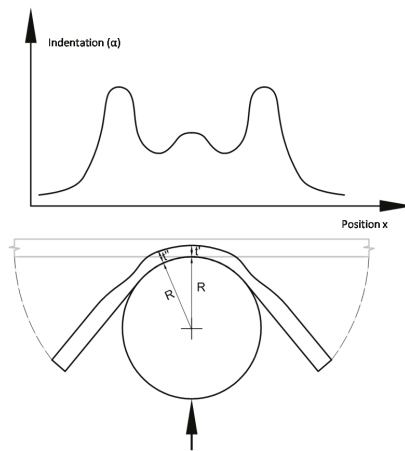 Indentation (α)
Position x
t"
t'
R
R